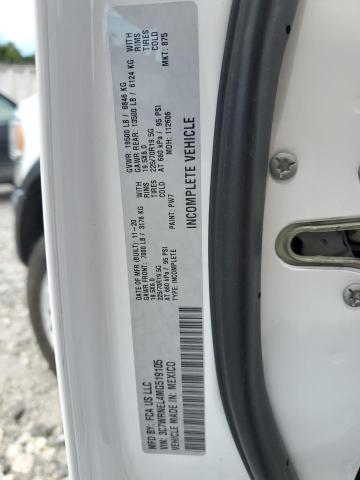 MFD BY:
FCA US LLC
DATE OF MFR (BUILT): 11-20
GVWR: 19500 LB / 8846 KG
GAWR FRONT: 7000 LB / 3176 KG
WITH
TIRES
19.5X6.0
RIMS
225/70R19.5G
AT 660 kPa / 95 PSI
COLD
GAWR REAR: 13500 LB / 6124 KG
WITH
TIRES
19.5X6.0
RIMS
225/70R19.5G
AT 660 kPa / 95 PSI
COLD
TYPE: INCOMPLETE
PAINT: PW7
MDH: 112606
MKT: 875
VIN: 3C7WRNEL4MG519105
VEHICLE MADE IN: MEXICO
INCOMPLETE VEHICLE